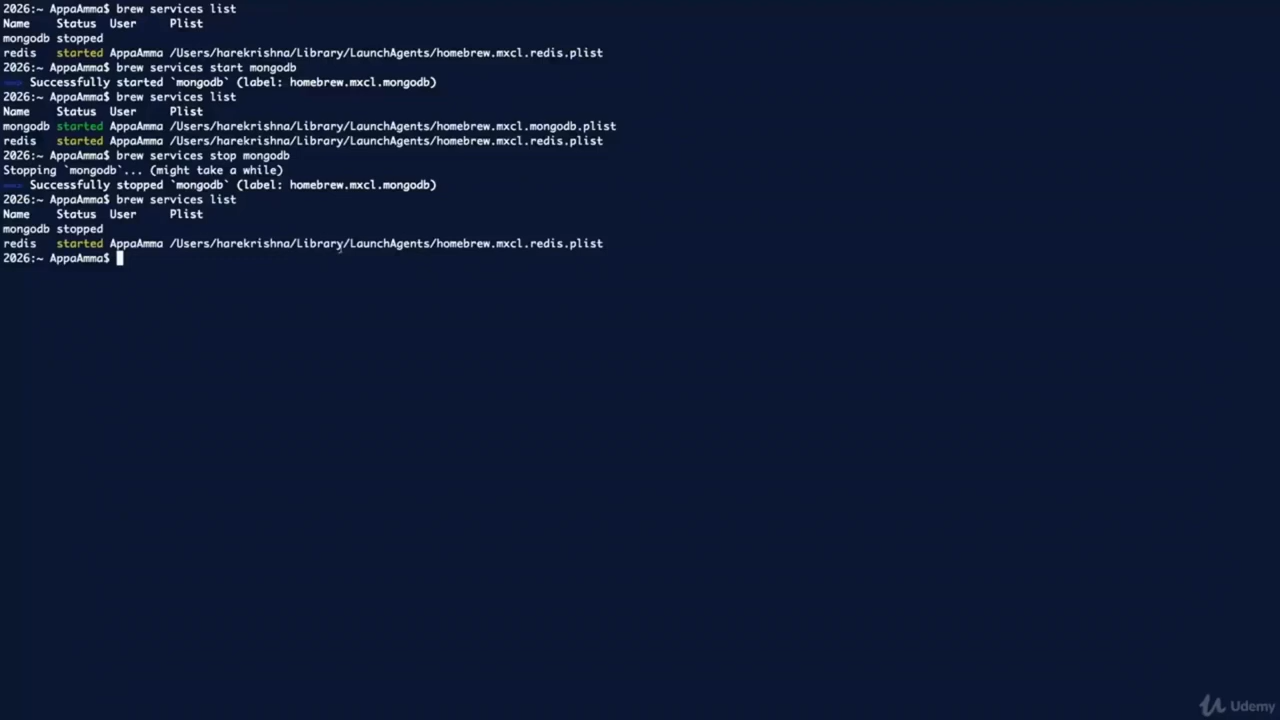 2026:~ AppaAmma$ brew services list
Name    Status  User     Plist
mongodb stopped
redis   started AppaAmma /Users/harekrishna/Library/LaunchAgents/homebrew.mxcl.redis.plist
2026:~ AppaAmma$ brew services start mongodb
==> Successfully started `mongodb` (label: homebrew.mxcl.mongodb)
2026:~ AppaAmma$ brew services list
Name    Status  User     Plist
mongodb started AppaAmma /Users/harekrishna/Library/LaunchAgents/homebrew.mxcl.mongodb.plist
redis   started AppaAmma /Users/harekrishna/Library/LaunchAgents/homebrew.mxcl.redis.plist
2026:~ AppaAmma$ brew services stop mongodb
Stopping `mongodb`... (might take a while)
==> Successfully stopped `mongodb` (label: homebrew.mxcl.mongodb)
2026:~ AppaAmma$ brew services list
Name    Status  User     Plist
mongodb stopped
redis   started AppaAmma /Users/harekrishna/Library/LaunchAgents/homebrew.mxcl.redis.plist
2026:~ AppaAmma$
Udemy